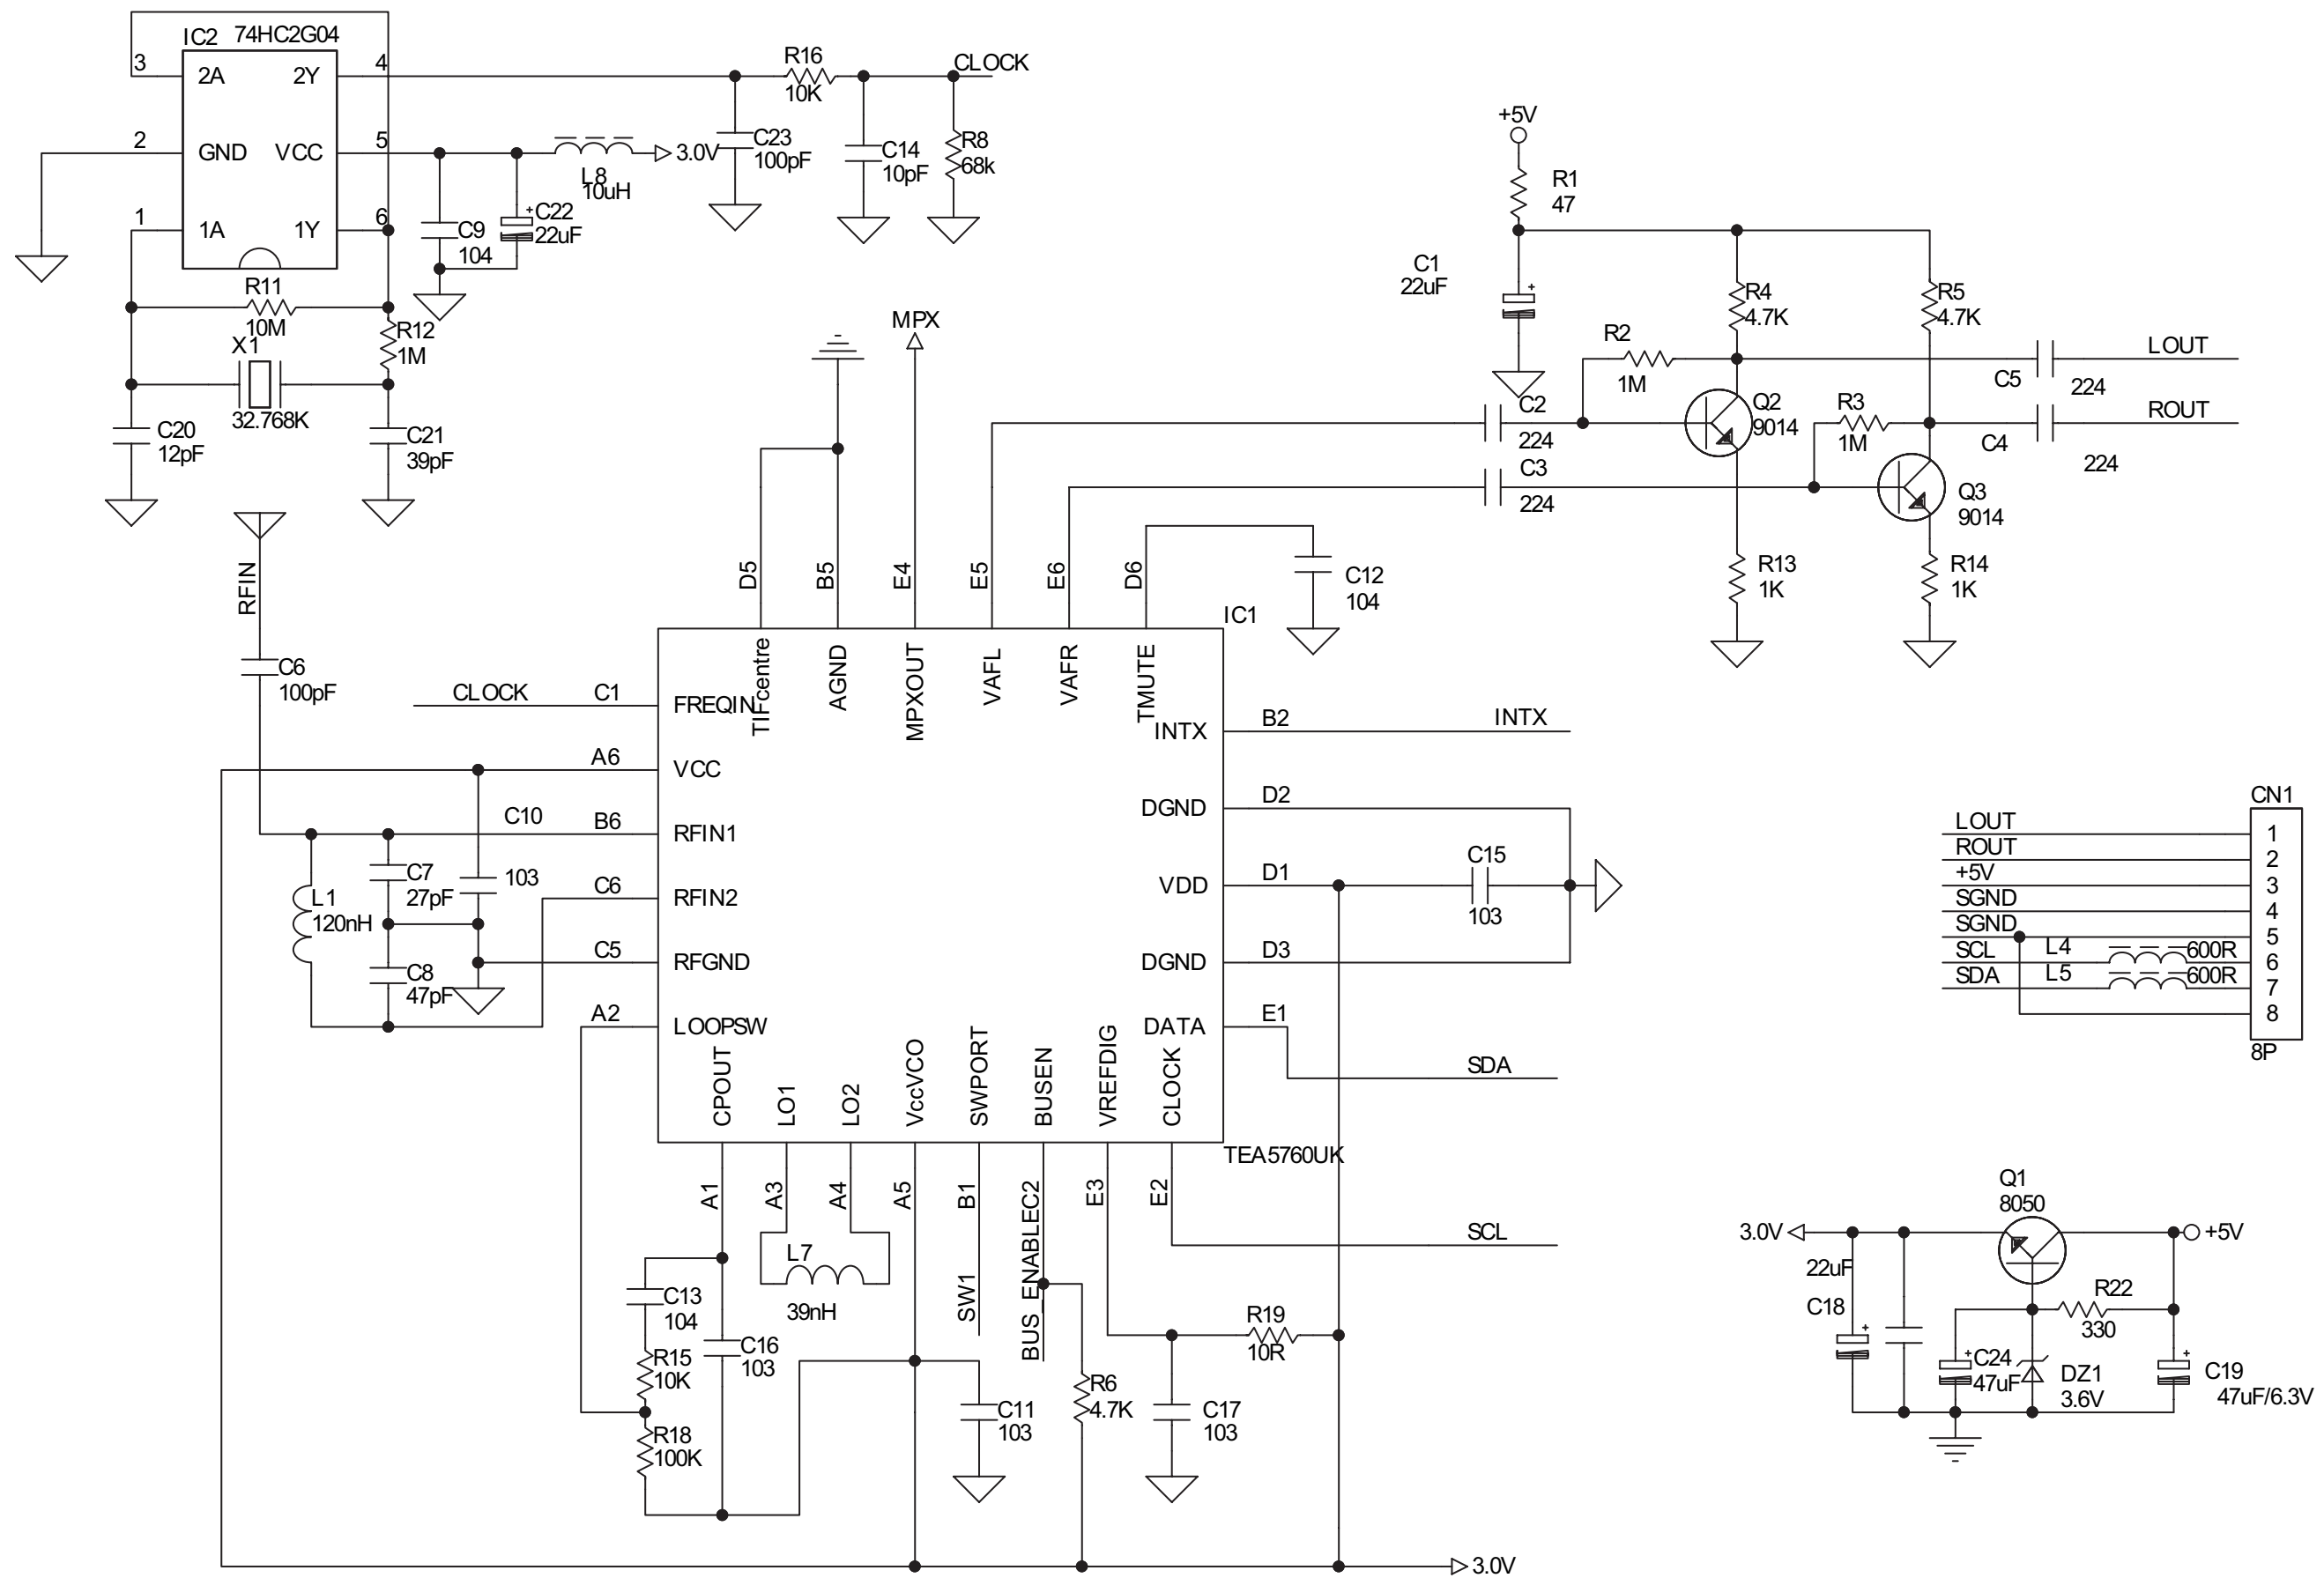 IC2 74HC2G04
3 2A 2Y 4
2 GND VCC 5
1 1A 1Y 6
R16
10K
CLOCK
C23
100pF
C14
10pF
R8
68k
L8
10uH
3.0V
C9
104
C22
22uF
R11
10M
X1
32.768K
R12
1M
C20
12pF
C21
39pF
+5V
R1
47
C1
22uF
R4
4.7K
R5
4.7K
R2
1M
C2
224
Q2
9014
R3
1M
C3
224
Q3
9014
C5
224
LOUT
C4
224
ROUT
R13
1K
R14
1K
MPX
RFIN
C6
100pF
D5
B5
E4
E5
E6
D6
C12
104
IC1
TIFcentre
AGND
MPXOUT
VAFL
VAFR
TMUTE
CLOCK C1 FREQIN
A6 VCC
C10
103
B6 RFIN1
C6 RFIN2
C5 RFGND
A2 LOOPSW
C7
27pF
L1
120nH
C8
47pF
INTX B2 INTX
DGND D2
VDD D1
C15
103
DGND D3
DATA E1
SDA
CPOUT
LO1
LO2
VccVCO
SWPORT
BUSEN
VREFDIG
CLOCK
TEA5760UK
A1
A3
A4
A5
B1
BUS_ENABLEC2
E3
E2
SCL
L7
39nH
SW1
C13
104
C16
103
R15
10K
R18
100K
C11
103
R6
4.7K
R19
10R
C17
103
3.0V
CN1
LOUT 1
ROUT 2
+5V 3
SGND 4
SGND 5
SCL L4 600R 6
SDA L5 600R 7
8
8P
Q1
8050
3.0V
+5V
22uF
C18
R22
330
C24
47uF
DZ1
3.6V
C19
47uF/6.3V